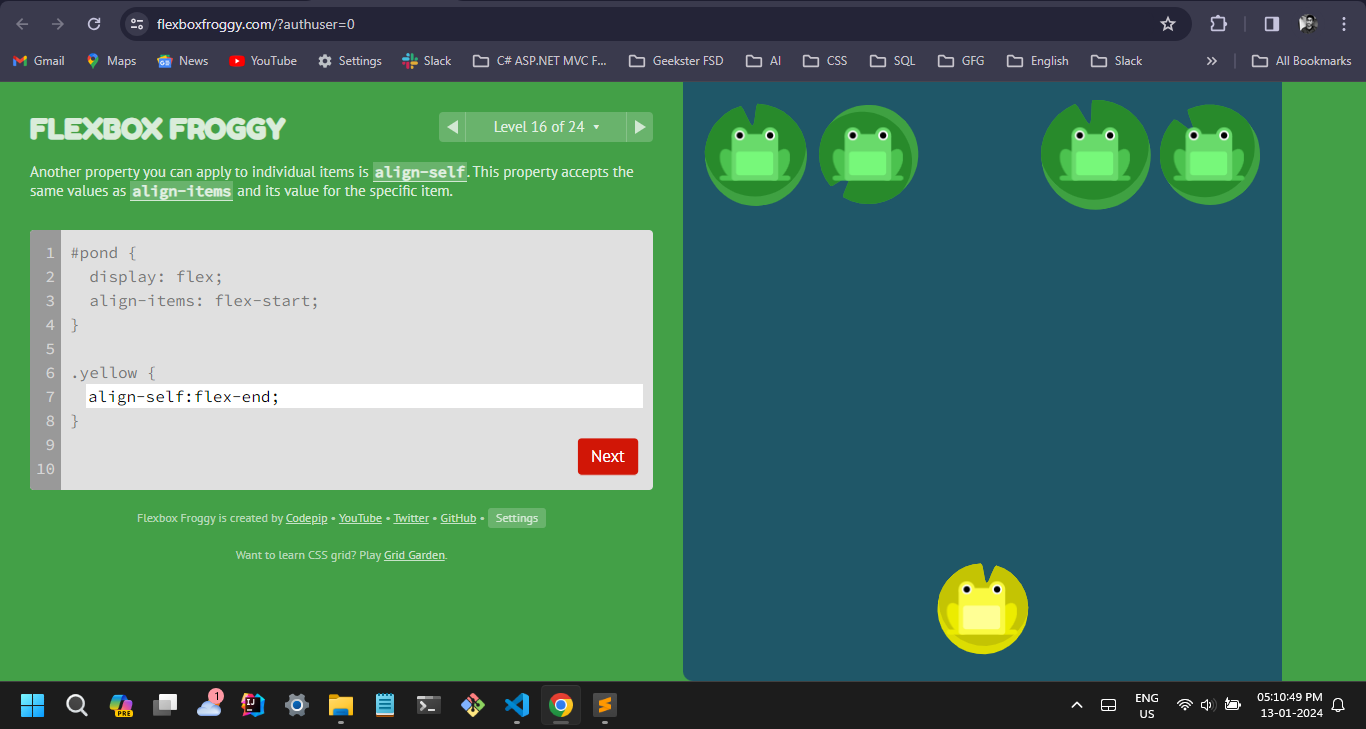 flexboxfroggy.com/?authuser=0
Gmail Maps News YouTube Settings Slack C# ASP.NET MVC F... Geekster FSD AI CSS SQL GFG English Slack » All Bookmarks
FLEXBOX FROGGY
Level 16 of 24
Another property you can apply to individual items is align-self. This property accepts the
same values as align-items and its value for the specific item.
1 #pond {
2 display: flex;
3 align-items: flex-start;
4 }
5
6 .yellow {
7 align-self:flex-end;
8 }
9
10
Next
Flexbox Froggy is created by Codepip • YouTube • Twitter • GitHub • Settings
Want to learn CSS grid? Play Grid Garden.
PRE
1
IJ
ENG
US
05:10:49 PM
13-01-2024